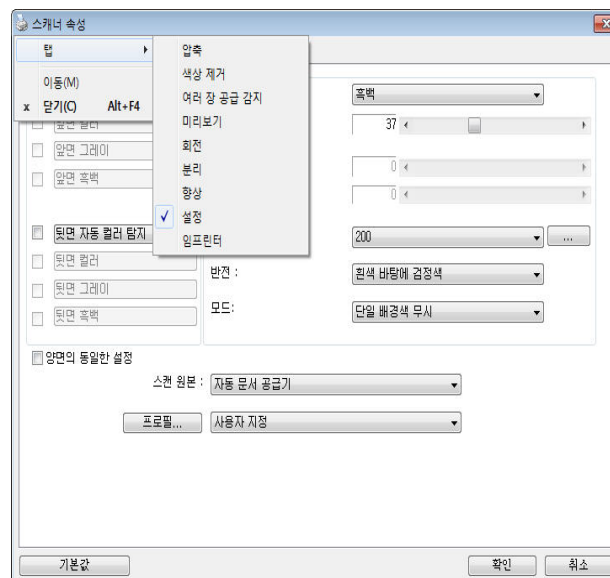 스캐너 속성
탭
이동(M)
x 닫기(C) Alt+F4
압축
색상 제거
여러 장 공급 감지
미리보기
회전
분리
향상
설정
임프린터
흑백
37
앞면 컬러
앞면 그레이
0
앞면 흑백
0
뒷면 자동 컬러 탐지
200
...
뒷면 컬러
반전 :
흰색 바탕에 검정색
뒷면 그레이
모드:
단일 배경색 무시
뒷면 흑백
양면의 동일한 설정
스캔 원본 :
자동 문서 공급기
프로필...
사용자 지정
기본값
확인
취소